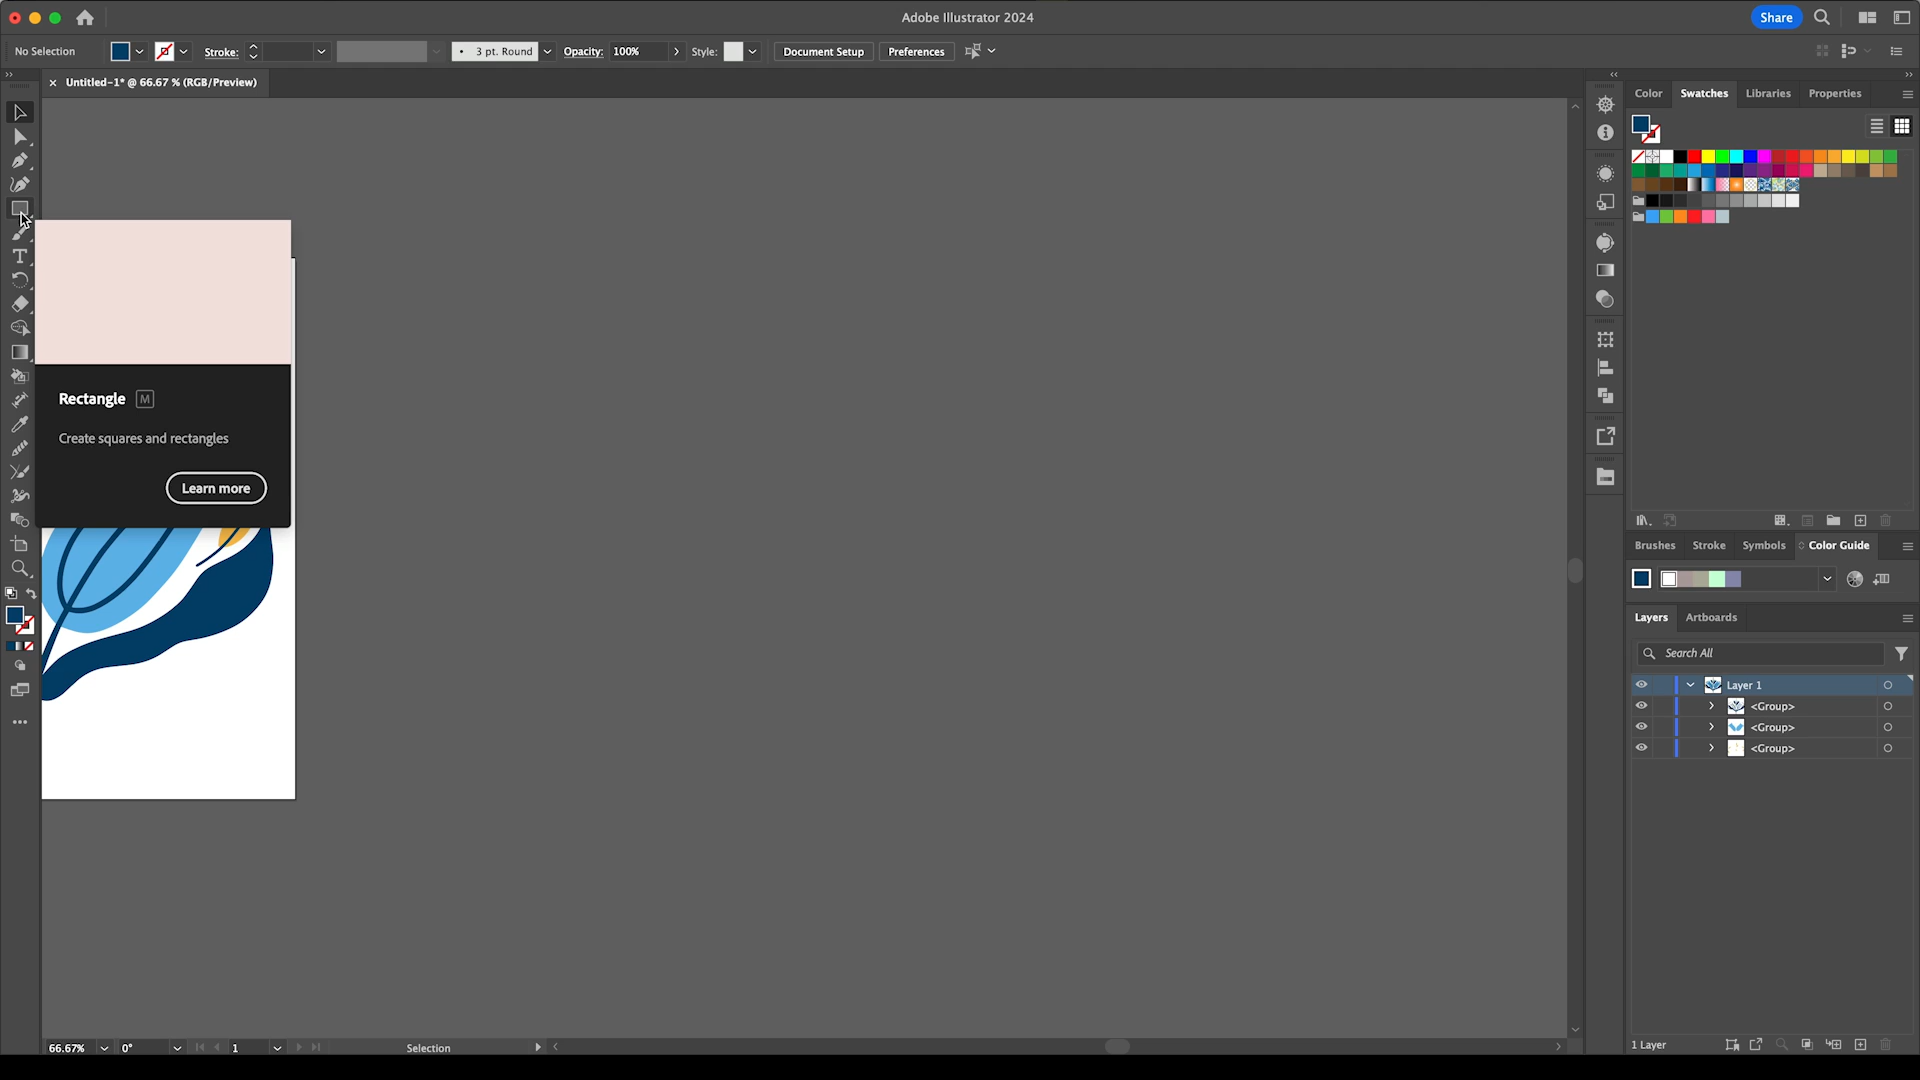 Adobe Illustrator 2024
Share
No Selection
Stroke:
3 pt. Round
Opacity:
100%
Style:
Document Setup
Preferences
Untitled-1* @ 66.67 % (RGB/Preview)
Color
Swatches
Libraries
Properties
T
Rectangle
M
Create squares and rectangles
Learn more
Brushes
Stroke
Symbols
Color Guide
Layers
Artboards
Search All
Layer 1
<Group>
<Group>
<Group>
66.67%
0°
1
Selection
1 Layer